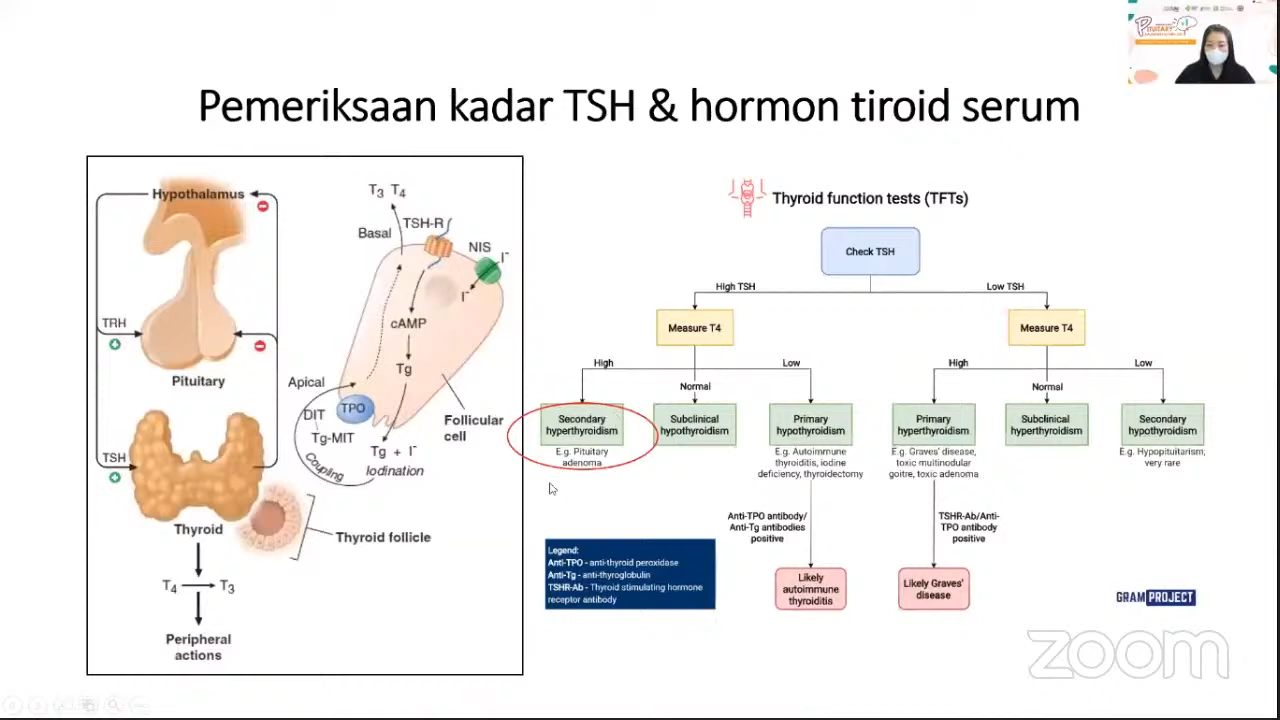 PITUITARY
Pemeriksaan kadar TSH & hormon tiroid serum
Hypothalamus
TRH
Pituitary
TSH
Thyroid
T4
T3
Peripheral
actions
Thyroid follicle
T3 T4
TSH-R
Basal
NIS
I-
I-
cAMP
Tg
Apical
TPO
DIT
Tg-MIT
Coupling
Tg + I-
Iodination
Follicular
cell
Thyroid function tests (TFTs)
Check TSH
High TSH
Low TSH
Measure T4
Measure T4
High
Normal
Low
High
Normal
Low
Secondary
hyperthyroidism
E.g. Pituitary
adenoma
Subclinical
hypothyroidism
Primary
hypothyroidism
E.g. Autoimmune
thyroiditis, iodine
deficiency, thyroidectomy
Primary
hyperthyroidism
E.g. Graves' disease,
toxic multinodular
goitre, toxic adenoma
Subclinical
hyperthyroidism
Secondary
hypothyroidism
E.g. Hypopituitarism;
very rare
Anti-TPO antibody/
Anti-Tg antibodies
positive
TSHR-Ab/Anti-
TPO antibody
positive
Likely
autoimmune
thyroiditis
Likely Graves'
disease
Legend:
Anti-TPO - anti-thyroid peroxidase
Anti-Tg - anti-thyroglobulin
TSHR-Ab - Thyroid stimulating hormone
receptor antibody
GRAMPROJECT
zoom